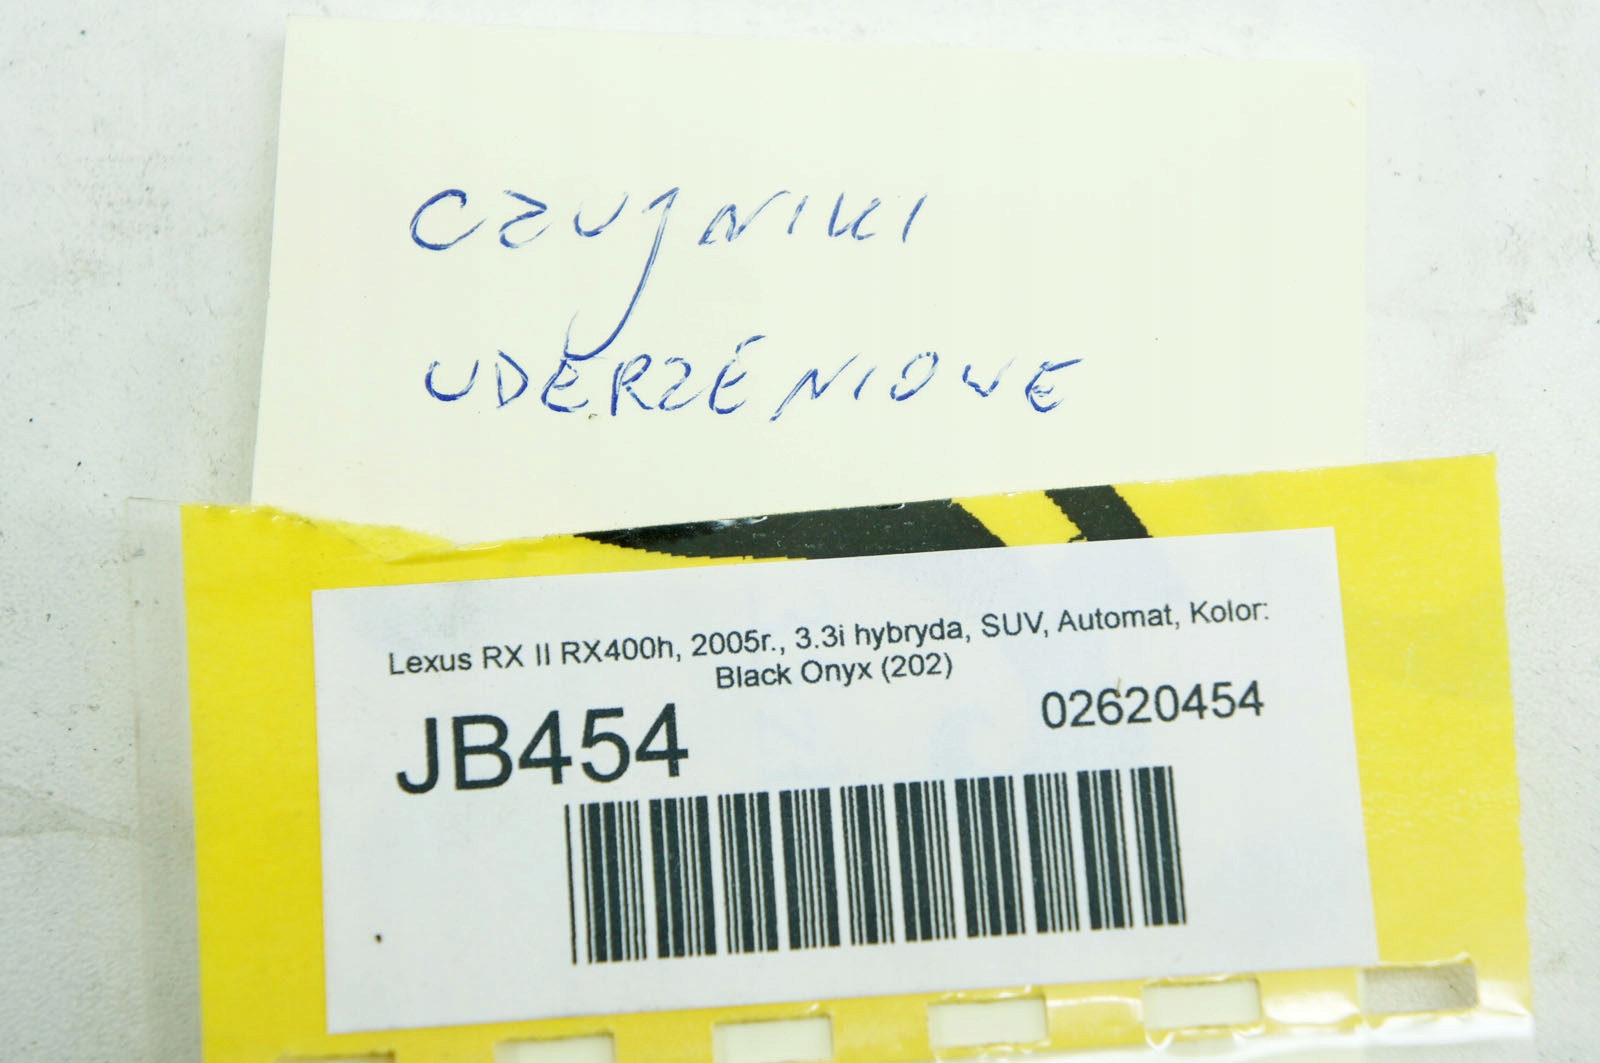 CZUJNIKI
UDERZENIOWE
Lexus RX II RX400h, 2005r., 3.3i hybryda, SUV, Automat, Kolor:
Black Onyx (202)
JB454
02620454